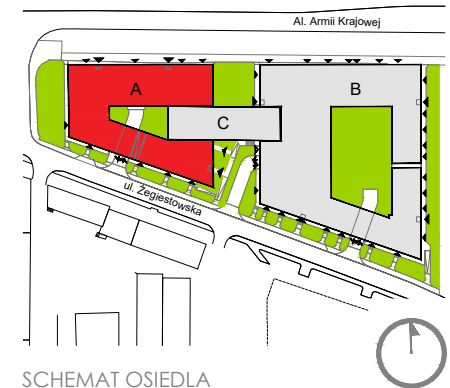 Al. Armii Krajowej
A
B
C
ul. Żegiestowska
SCHEMAT OSIEDLA